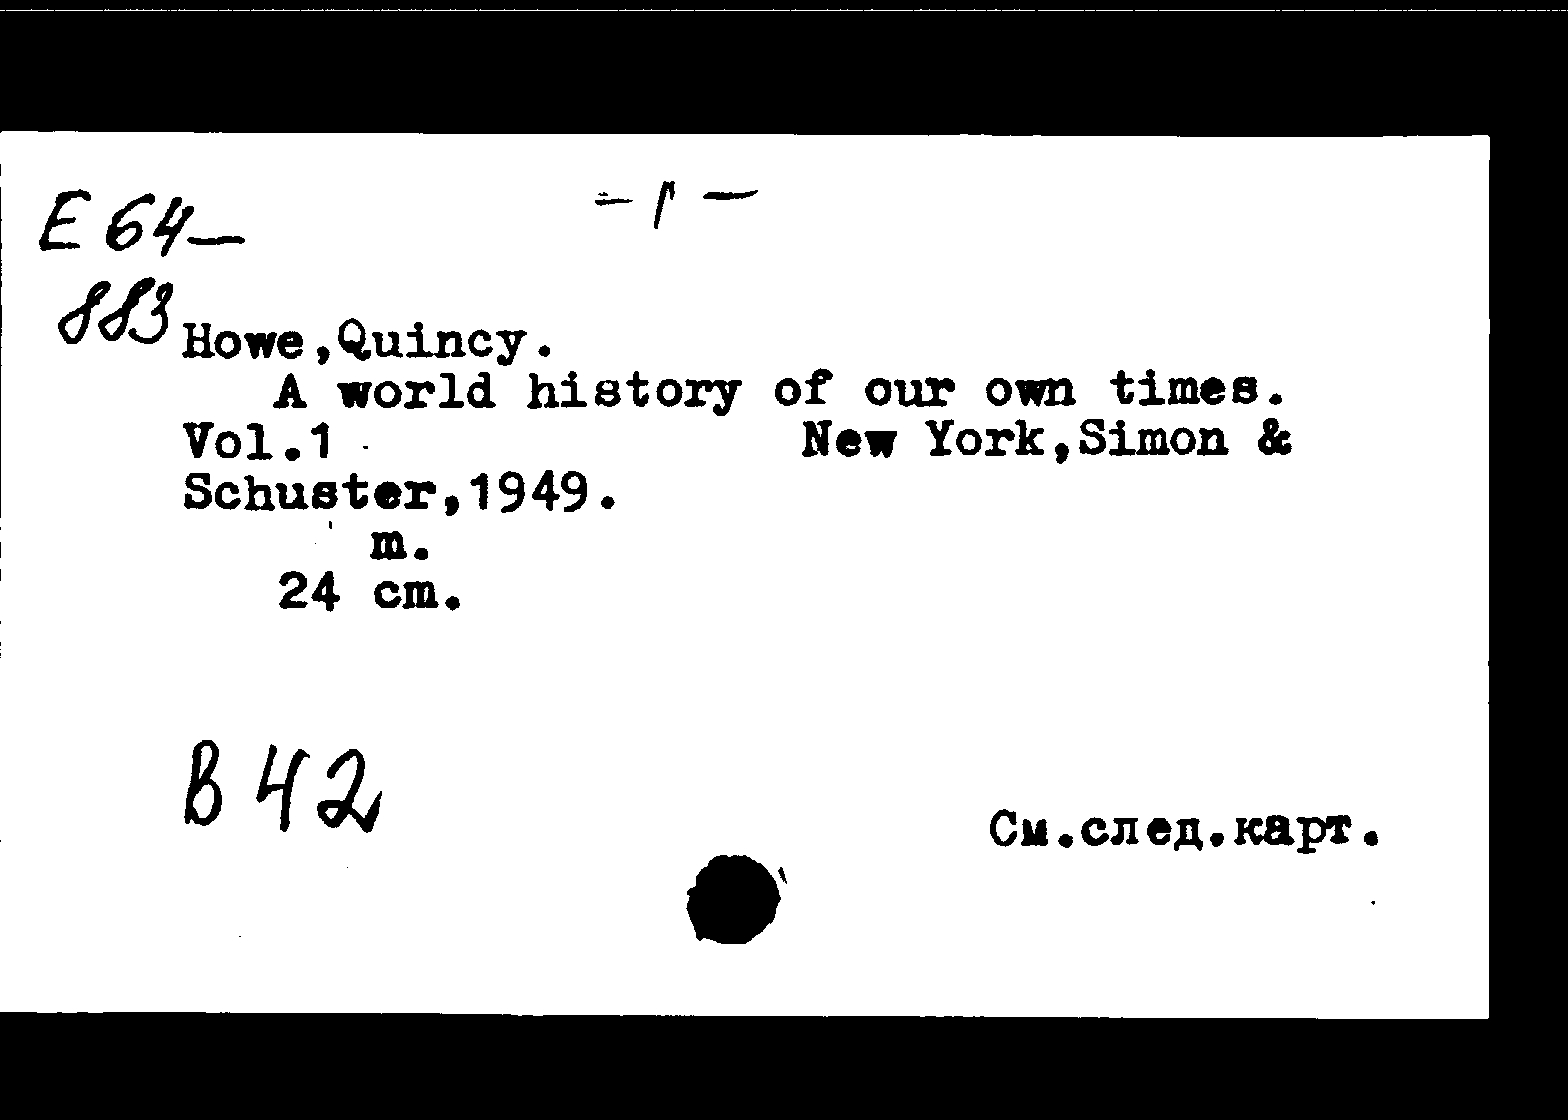 E 64-
- 1 -
883
Howe,Quincy.
A world history of our own times.
Vol.1 New York,Simon &
Schuster,1949.
m.
24 cm.
B 42
См.след.карт.